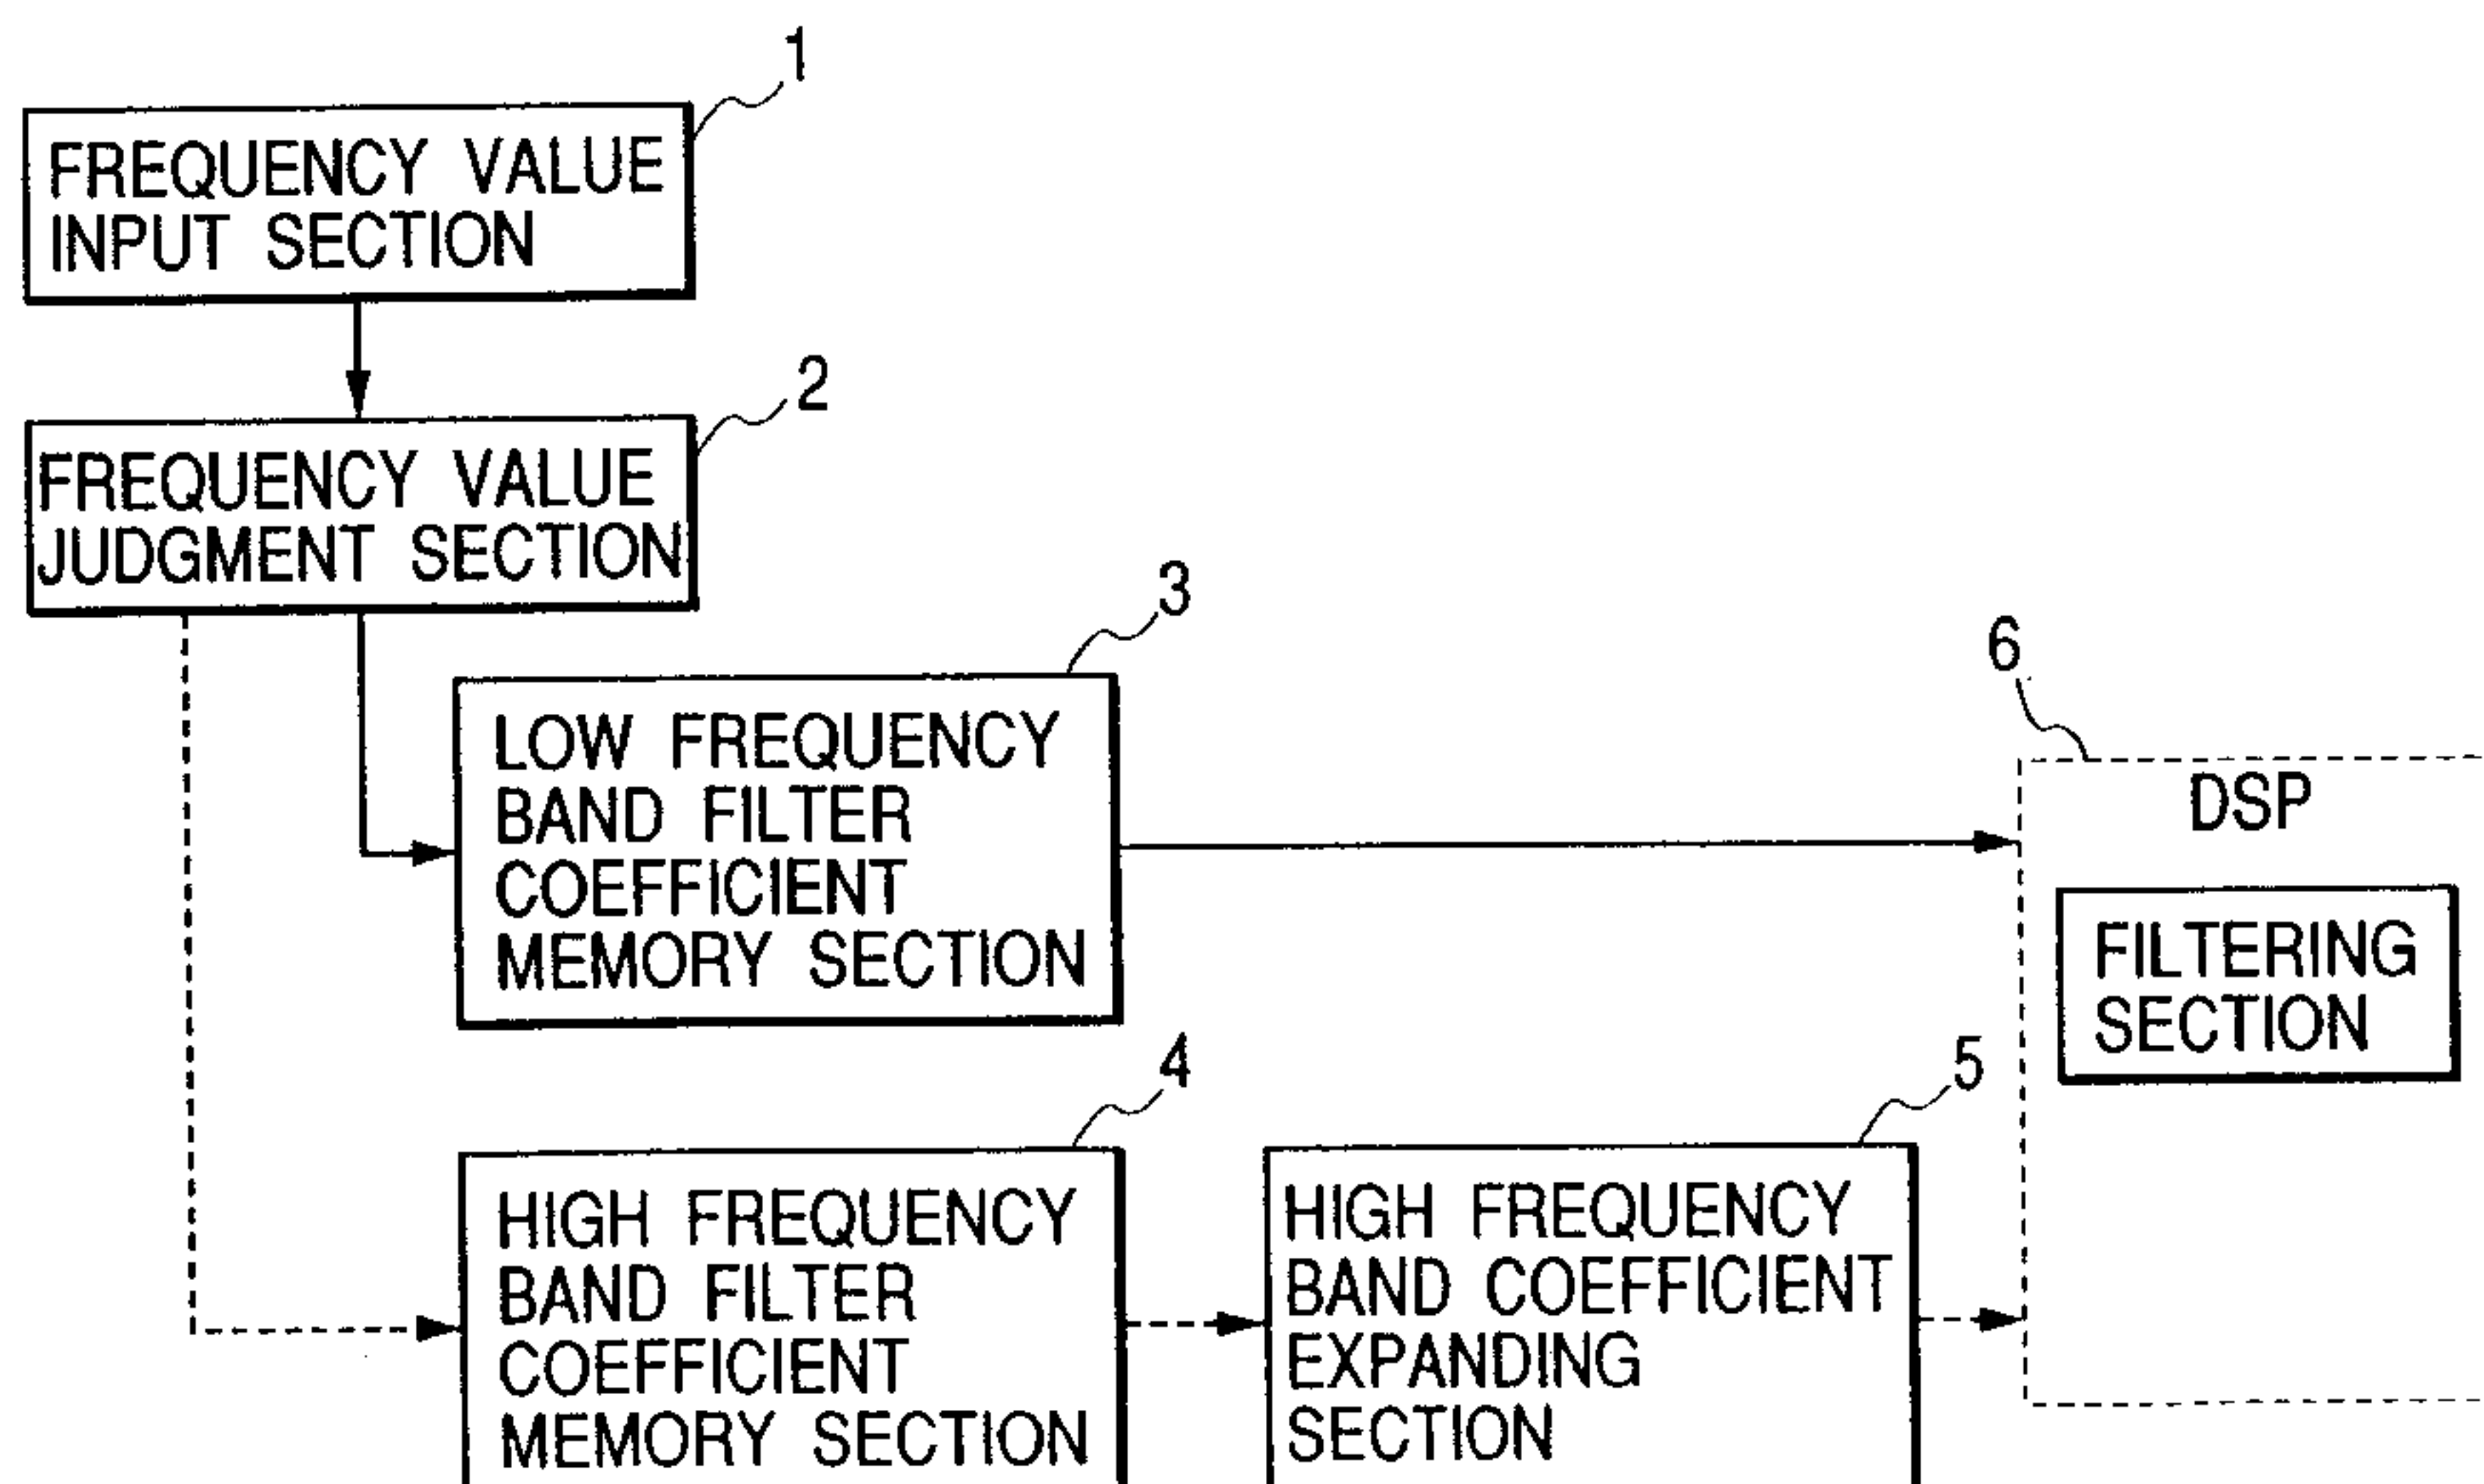 1
FREQUENCY VALUE
INPUT SECTION
2
FREQUENCY VALUE
JUDGMENT SECTION
3
LOW FREQUENCY
BAND FILTER
COEFFICIENT
MEMORY SECTION
6
DSP
FILTERING
SECTION
4
HIGH FREQUENCY
BAND FILTER
COEFFICIENT
MEMORY SECTION
5
HIGH FREQUENCY
BAND COEFFICIENT
EXPANDING
SECTION